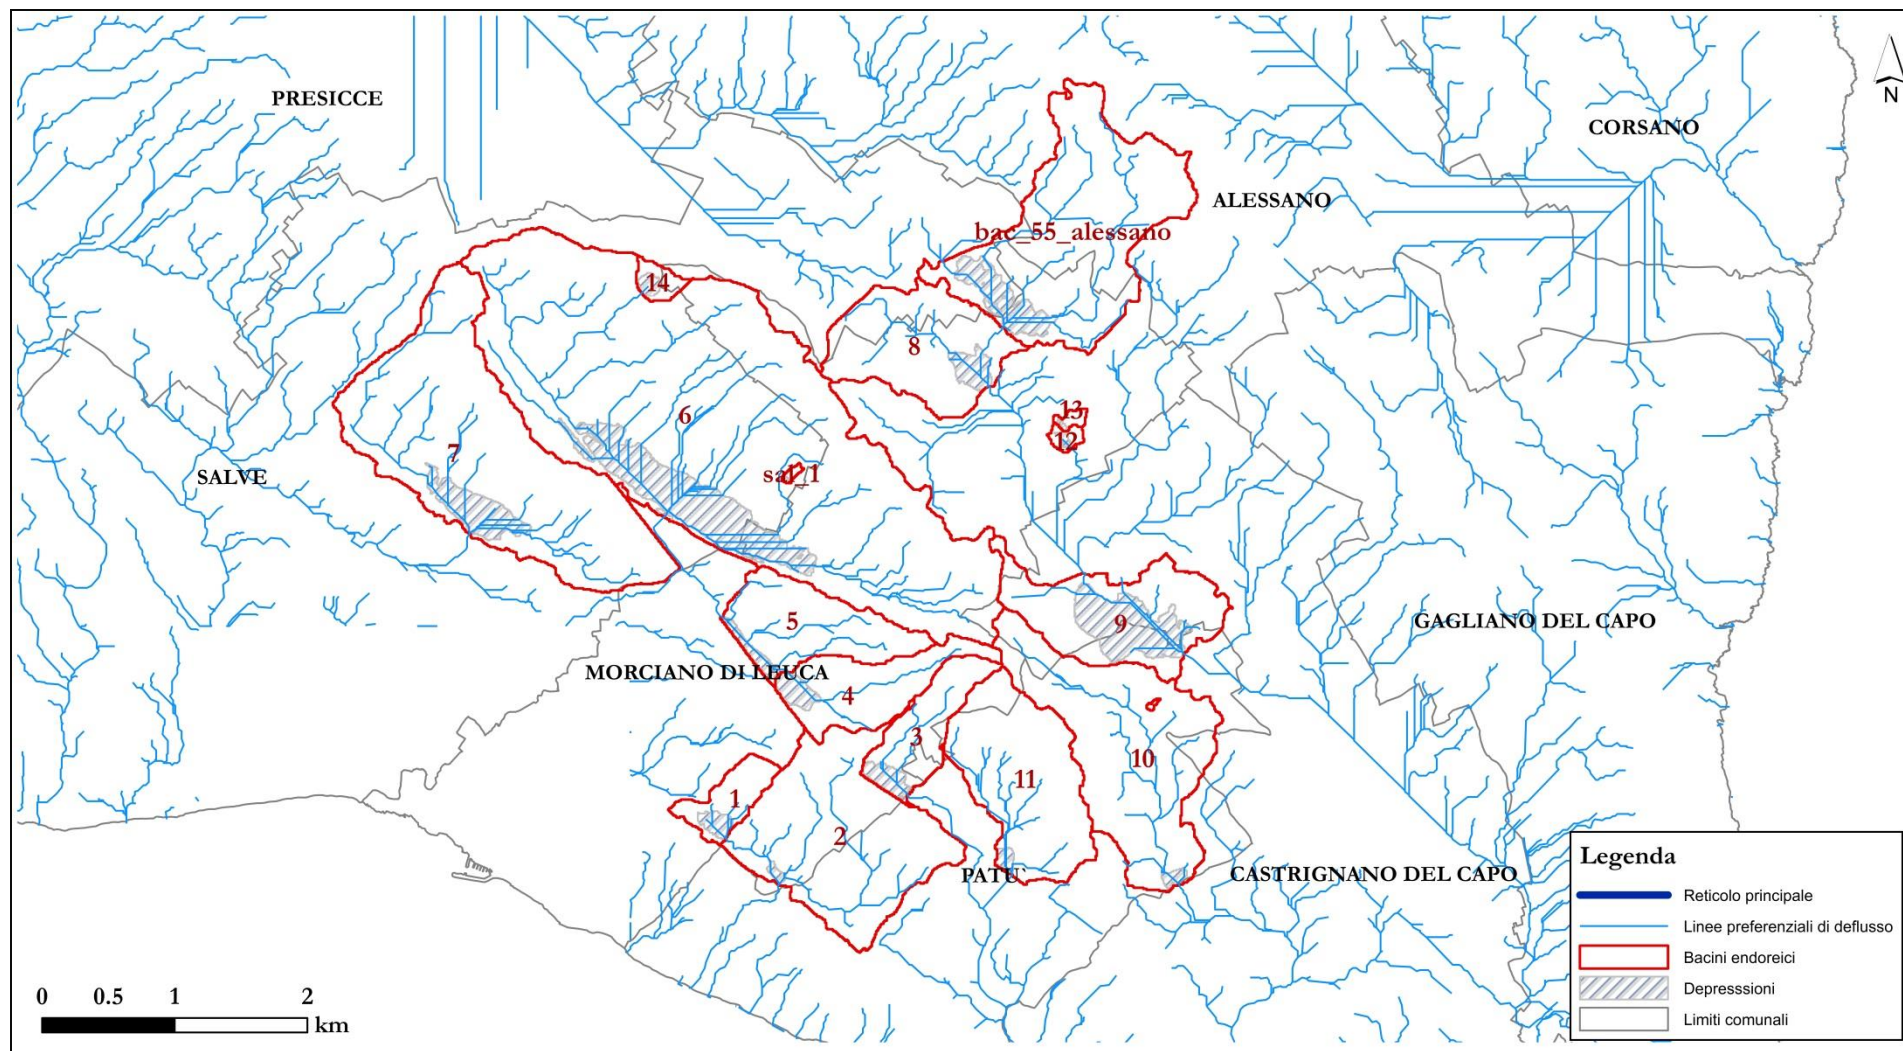 PRESICCE
CORSANO
N
ALESSANO
bac_55_alessano
14
8
13
12
6
7
sal_1
SALVE
9
GAGLIANO DEL CAPO
5
MORCIANO DI LEUCA
4
3
10
11
1
2
PATU`
CASTRIGNANO DEL CAPO
Legenda
Reticolo principale
Linee preferenziali di deflusso
Bacini endoreici
Depresssioni
Limiti comunali
0 0.5 1 2
km